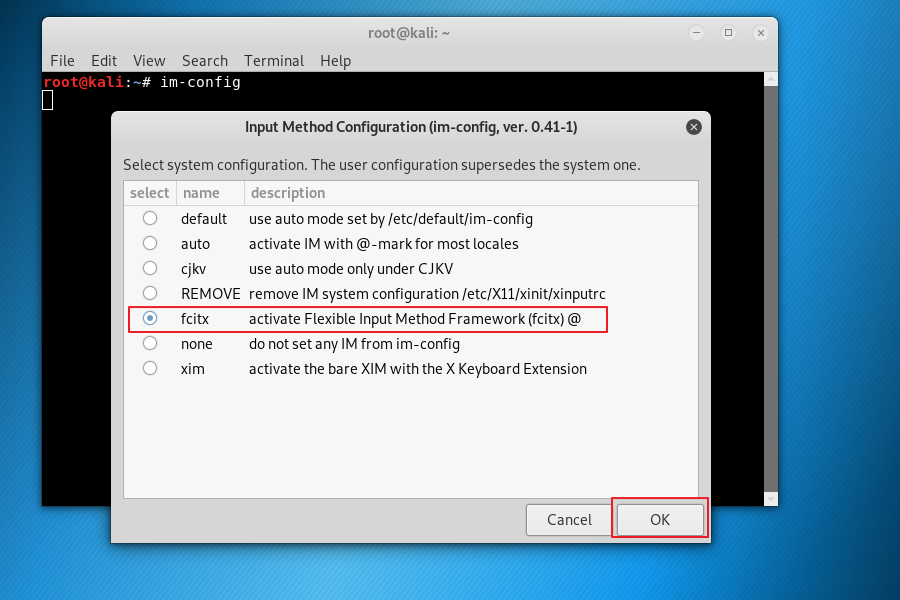 root@kali: ~
File Edit View Search Terminal Help
root@kali:~# im-config
Input Method Configuration (im-config, ver. 0.41-1)
Select system configuration. The user configuration supersedes the system one.
select name description
default use auto mode set by /etc/default/im-config
auto activate IM with @-mark for most locales
cjkv use auto mode only under CJKV
REMOVE remove IM system configuration /etc/X11/xinit/xinputrc
fcitx activate Flexible Input Method Framework (fcitx) @
none do not set any IM from im-config
xim activate the bare XIM with the X Keyboard Extension
Cancel OK